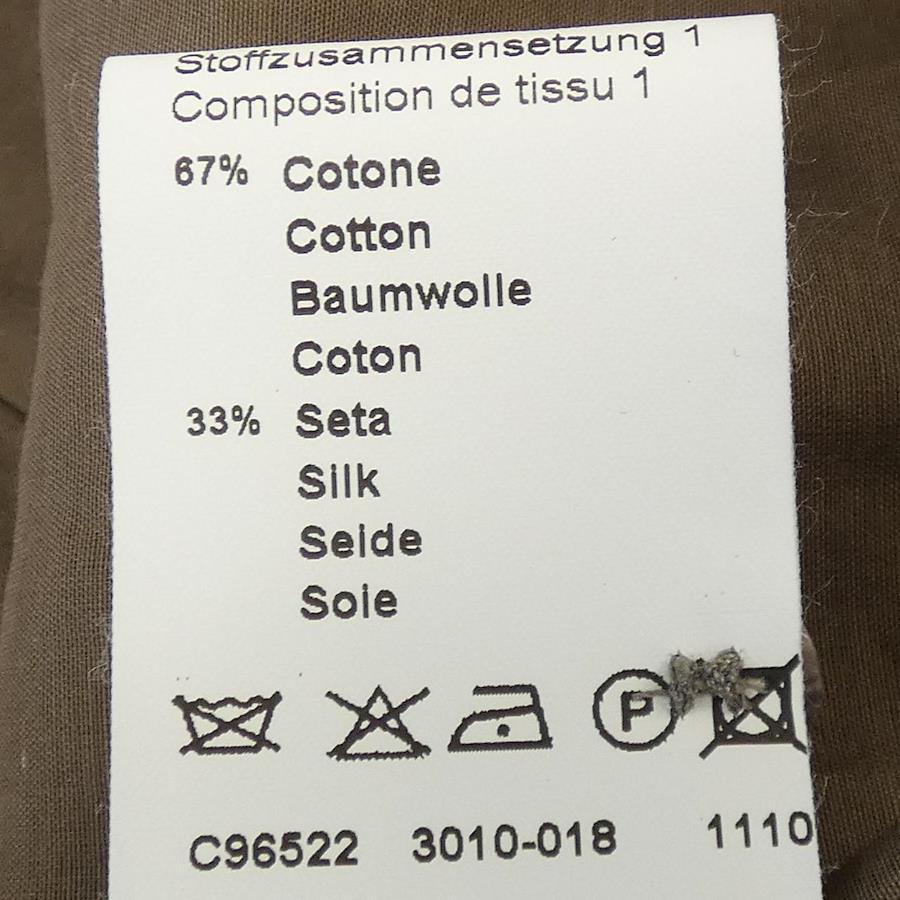 Stoffzusammensetzung 1
Composition de tissu 1
67% Cotone
Cotton
Baumwolle
Coton
33% Seta
Silk
Seide
Soie
P
C96522 3010-018 1110